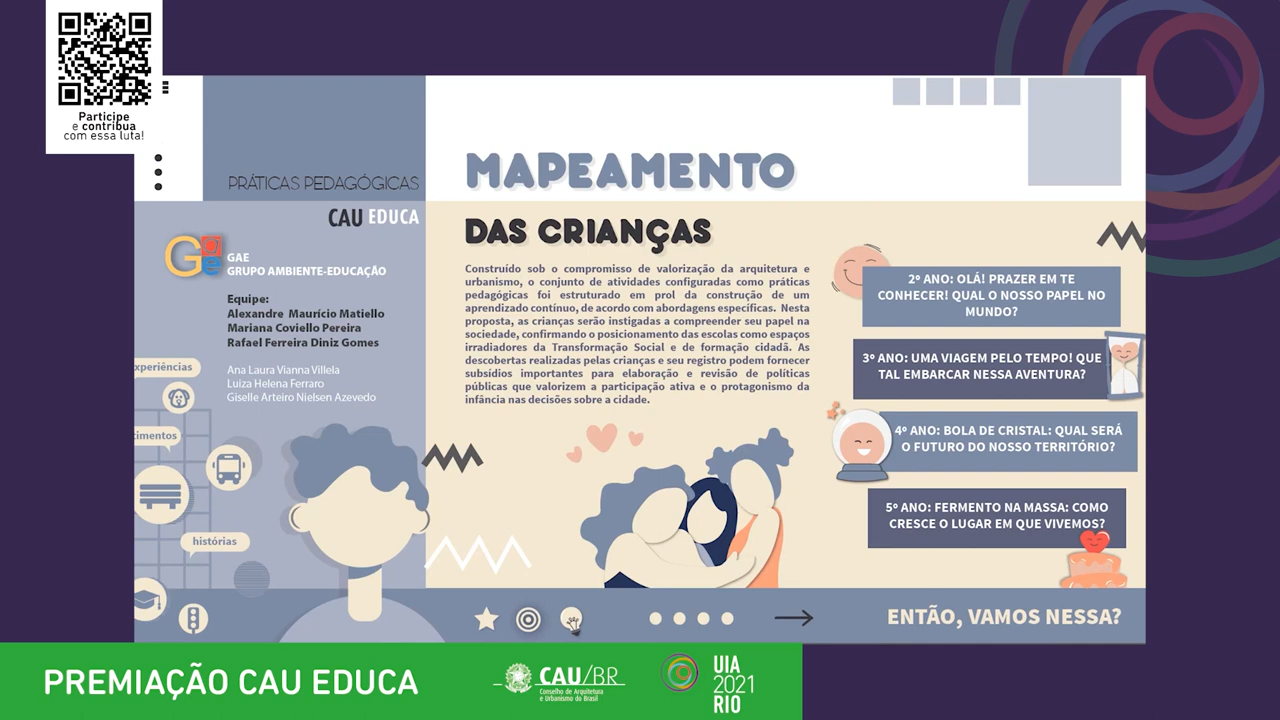 Participe
e contribua
com essa luta!
PRÁTICAS PEDAGÓGICAS
CAU EDUCA
Gae
GAE
GRUPO AMBIENTE-EDUCAÇÃO
Equipe:
Alexandre Maurício Matiello
Mariana Coviello Pereira
Rafael Ferreira Diniz Gomes
Ana Laura Vianna Villela
Luiza Helena Ferraro
Giselle Arteiro Nielsen Azevedo
xperiências
timentos
histórias
MAPEAMENTO
DAS CRIANÇAS
Construído sob o compromisso de valorização da arquitetura e
urbanismo, o conjunto de atividades configuradas como práticas
pedagógicas foi estruturado em prol da construção de um
aprendizado contínuo, de acordo com abordagens específicas. Nesta
proposta, as crianças serão instigadas a compreender seu papel na
sociedade, confirmando o posicionamento das escolas como espaços
irradiadores da Transformação Social e de formação cidadã. As
descobertas realizadas pelas crianças e seu registro podem fornecer
subsídios importantes para elaboração e revisão de políticas
públicas que valorizem a participação ativa e o protagonismo da
infância nas decisões sobre a cidade.
2º ANO: OLÁ! PRAZER EM TE
CONHECER! QUAL O NOSSO PAPEL NO
MUNDO?
3º ANO: UMA VIAGEM PELO TEMPO! QUE
TAL EMBARCAR NESSA AVENTURA?
4º ANO: BOLA DE CRISTAL: QUAL SERÁ
O FUTURO DO NOSSO TERRITÓRIO?
5º ANO: FERMENTO NA MASSA: COMO
CRESCE O LUGAR EM QUE VIVEMOS?
ENTÃO, VAMOS NESSA?
PREMIAÇÃO CAU EDUCA
CAU/BR
Conselho de Arquitetura
e Urbanismo do Brasil
UIA
2021
RIO